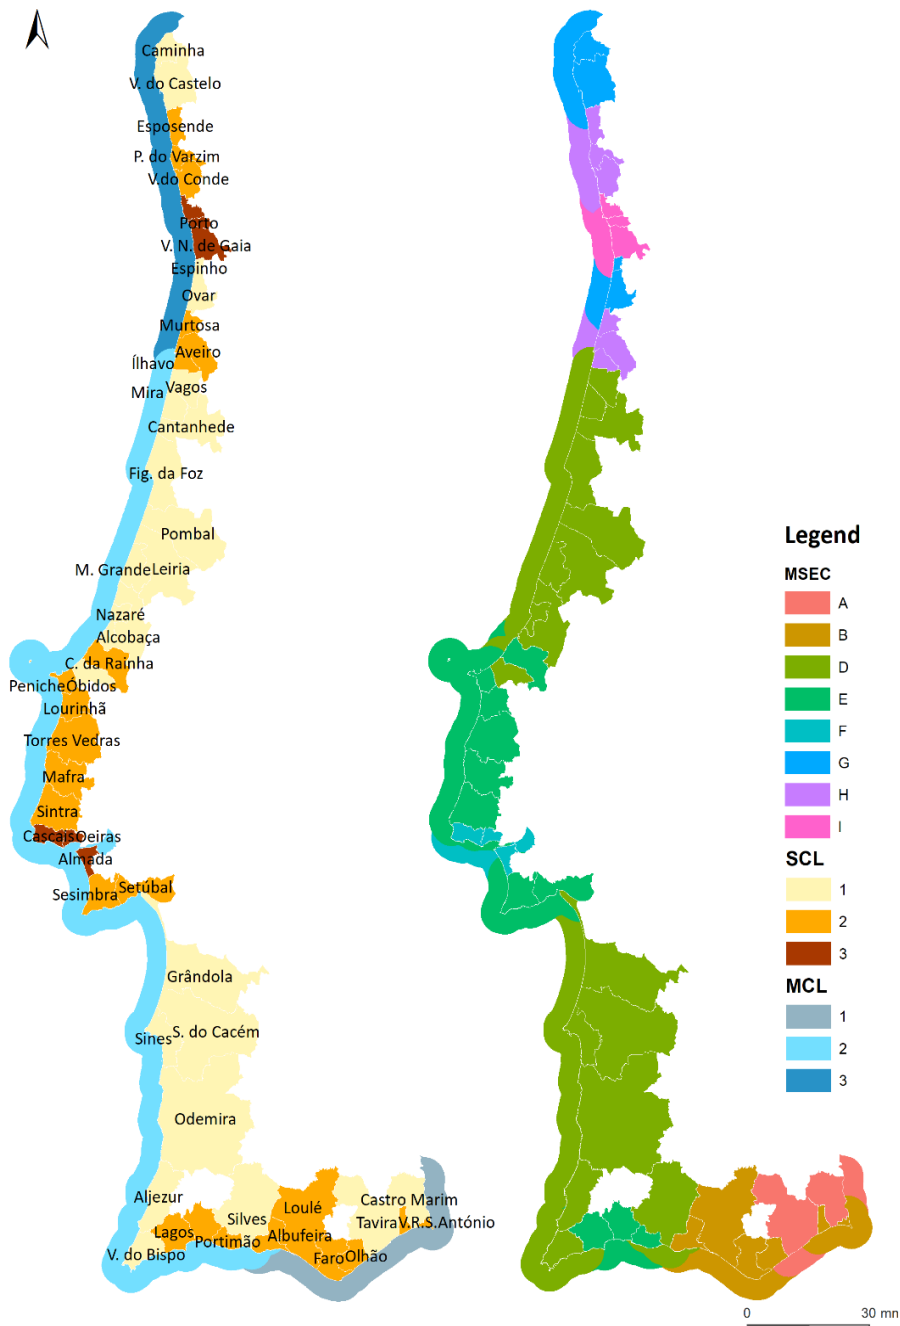 Caminha
V. do Castelo
Esposende
P. do Varzim
V.do Conde
Porto
V. N. de Gaia
Espinho
Ovar
Murtosa
Aveiro
Ílhavo
Vagos
Mira
Cantanhede
Fig. da Foz
Pombal
M. Grande
Leiria
Nazaré
Alcobaça
C. da Rainha
Peniche
Óbidos
Lourinhã
Torres Vedras
Mafra
Sintra
Cascais
Oeiras
Almada
Setúbal
Sesimbra
Grândola
S. do Cacém
Sines
Odemira
Aljezur
Castro Marim
Loulé
Silves
Tavira
V.R.S.António
Lagos
Portimão
Albufeira
V. do Bispo
Faro
Olhão
Legend
MSEC
A
B
D
E
F
G
H
I
SCL
1
2
3
MCL
1
2
3
0 30 mn